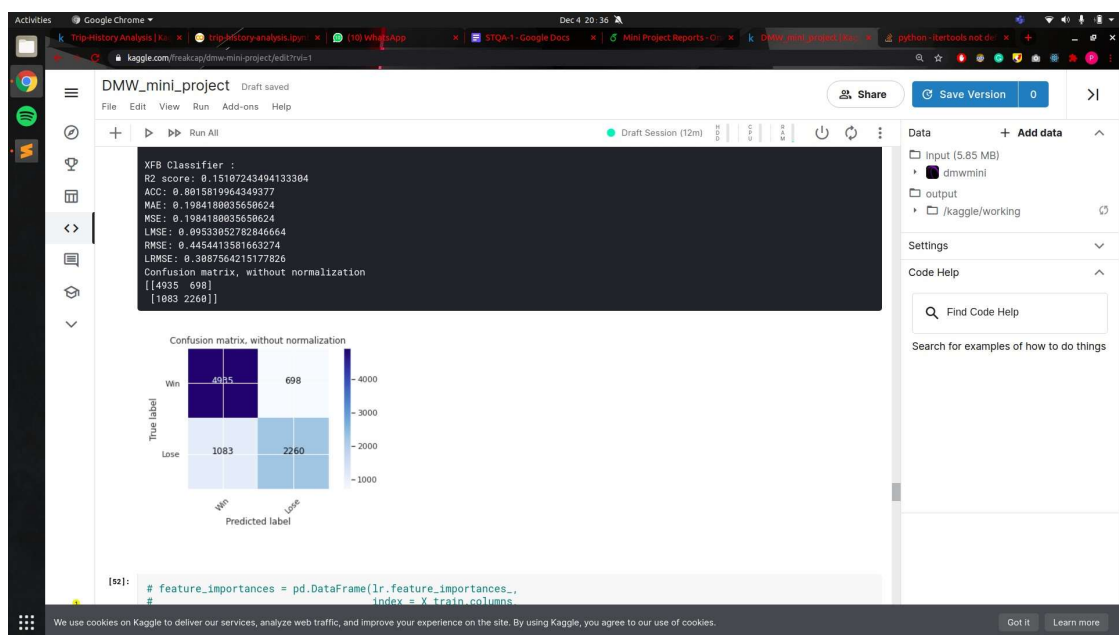 Activities
Google Chrome
Dec 4 20:36
Trip-History Analysis | Ka
trip-history-analysis.ipyn
(10) WhatsApp
STQA-1 - Google Docs
Mini Project Reports - Go
DMW_mini_project | Kag
python - itertools not def
kaggle.com/freakcap/dmw-mini-project/edit?rvi=1
DMW_mini_project Draft saved
File Edit View Run Add-ons Help
Share
Save Version 0
Run All
Draft Session (12m)
HDD
CPU
RAM
XFB Classifier :
R2 score: 0.15107243494133304
ACC: 0.8015819964349377
MAE: 0.1984180035650624
MSE: 0.1984180035650624
LMSE: 0.09533052782846664
RMSE: 0.4454413581663274
LRMSE: 0.3087564215177826
Confusion matrix, without normalization
[[4935 698]
[1083 2260]]
Confusion matrix, without normalization
True label
Win
4935 698
Lose
1083 2260
4000
3000
2000
1000
Win Lose
Predicted label
[52]:
# feature_importances = pd.DataFrame(lr.feature_importances_,
# index = X_train.columns,
Data
+ Add data
input (5.85 MB)
dmwmini
output
/kaggle/working
Settings
Code Help
Find Code Help
Search for examples of how to do things
We use cookies on Kaggle to deliver our services, analyze web traffic, and improve your experience on the site. By using Kaggle, you agree to our use of cookies.
Got it
Learn more